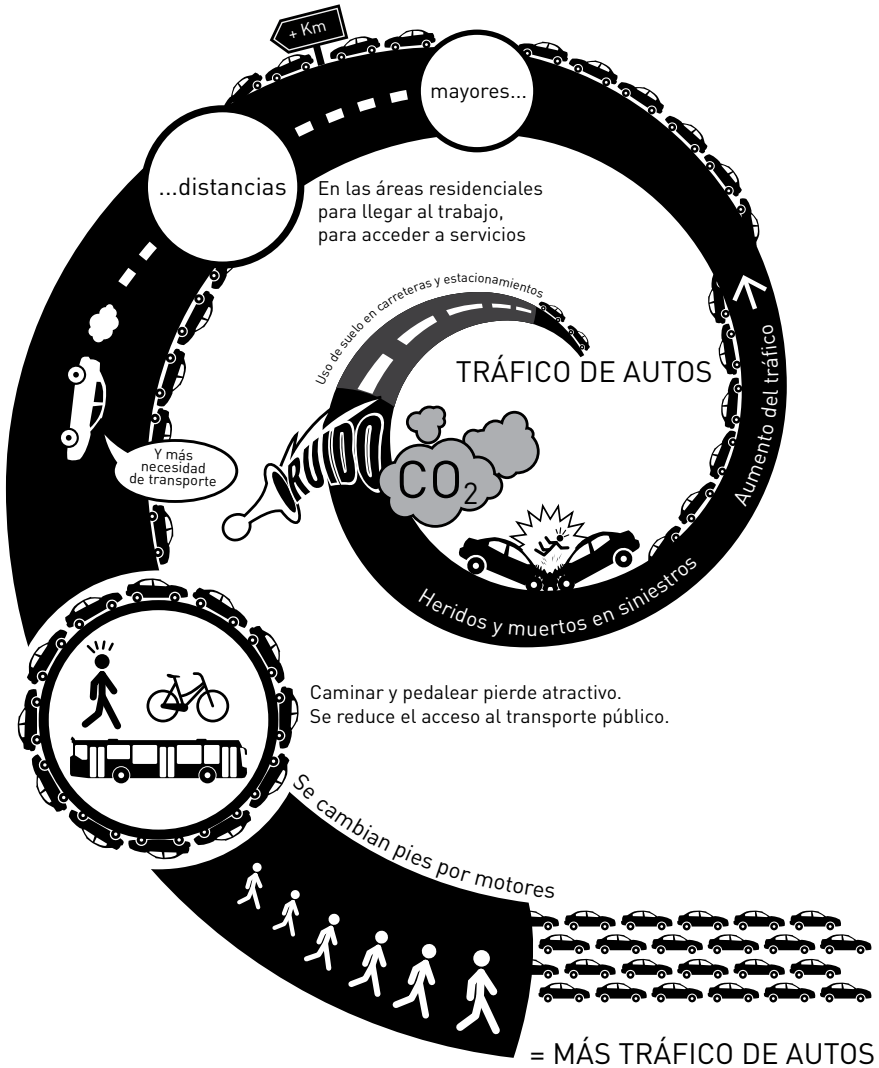 TRÁFICO DE AUTOS
Uso de suelo en carreteras y estacionamientos
RUIDO
CO2
Heridos y muertos en siniestros
Aumento del tráfico
mayores...
+ Km
...distancias
En las áreas residenciales
para llegar al trabajo,
para acceder a servicios
Y más
necesidad
de transporte
Caminar y pedalear pierde atractivo.
Se reduce el acceso al transporte público.
Se cambian pies por motores
= MÁS TRÁFICO DE AUTOS